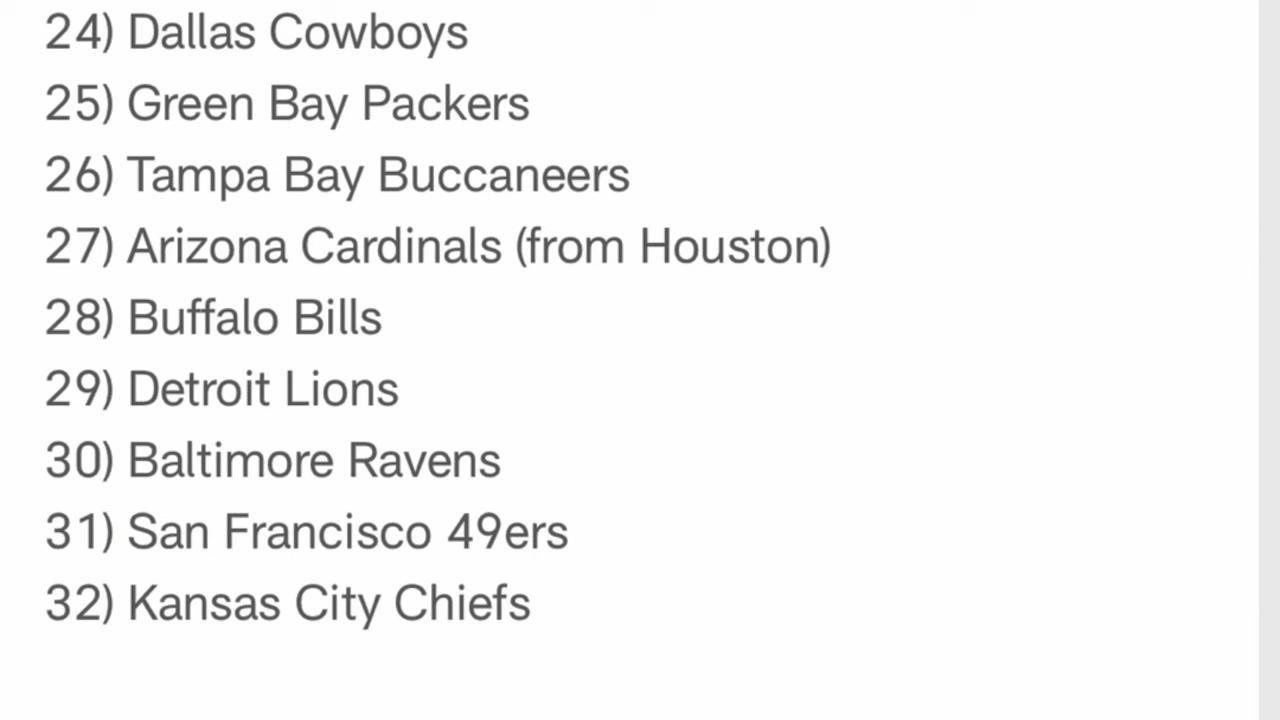 24) Dallas Cowboys
25) Green Bay Packers
26) Tampa Bay Buccaneers
27) Arizona Cardinals (from Houston)
28) Buffalo Bills
29) Detroit Lions
30) Baltimore Ravens
31) San Francisco 49ers
32) Kansas City Chiefs